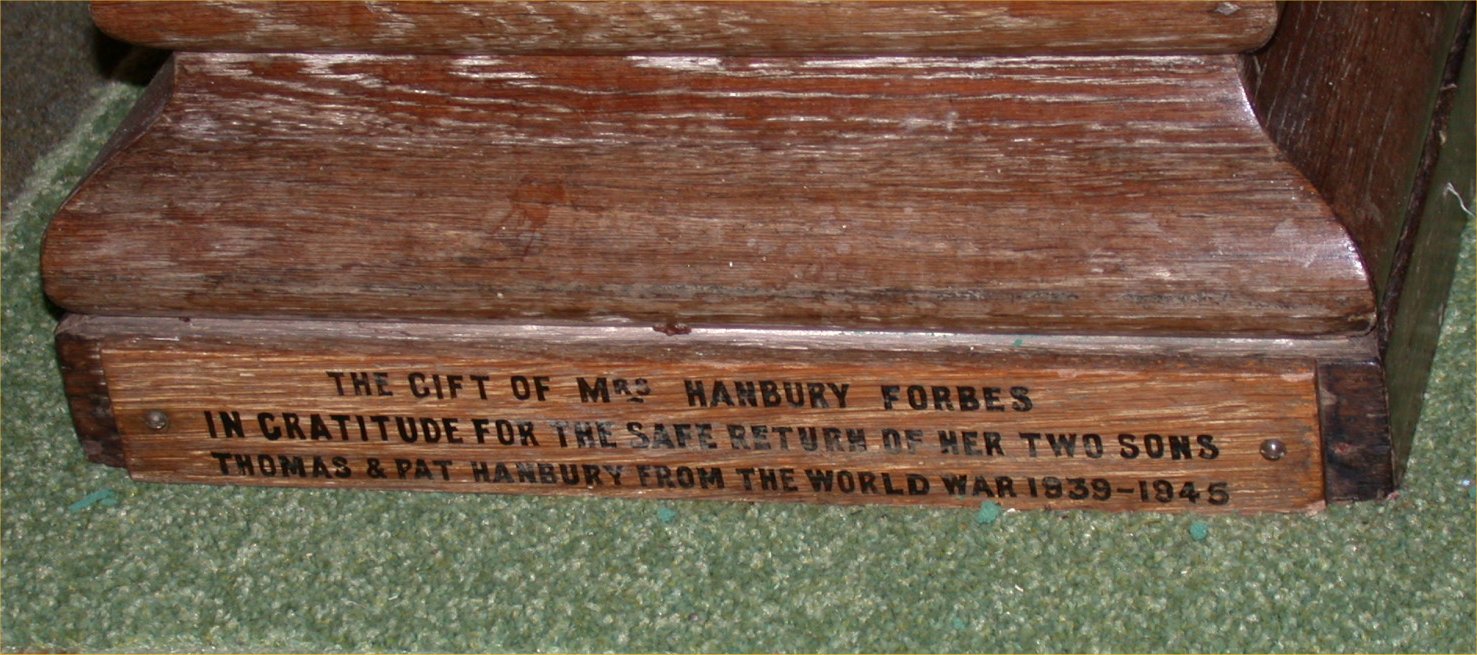 THE GIFT OF MRS HANBURY FORBES
IN GRATITUDE FOR THE SAFE RETURN OF HER TWO SONS
THOMAS & PAT HANBURY FROM THE WORLD WAR 1939-1945